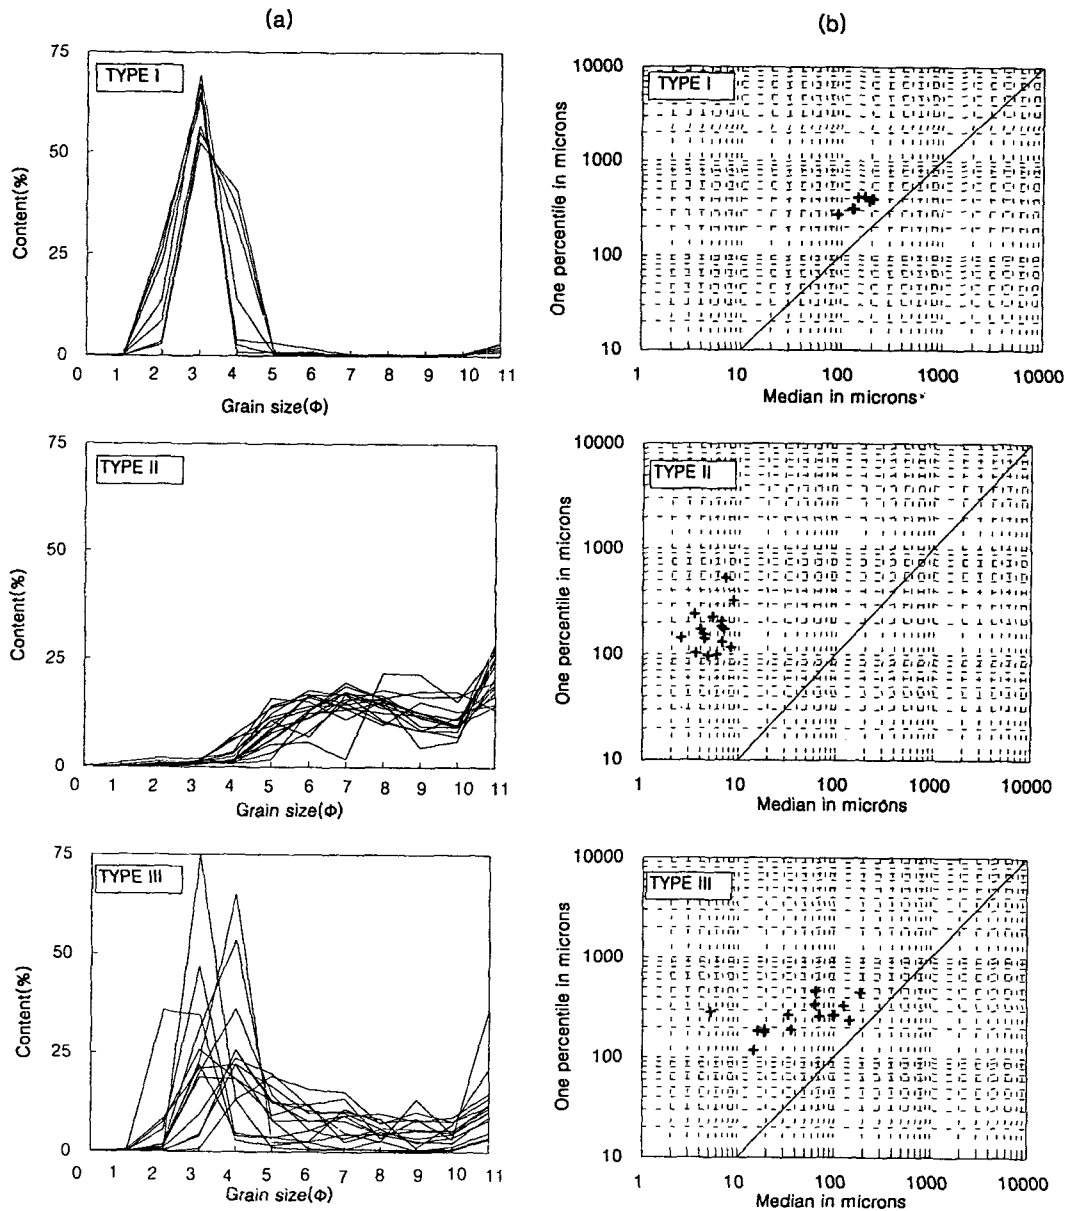 (a)
(b)
75
50
25
0
TYPE I
Content(%)
1 2 3 4 5 6 7 8 9 10 11
Grain size(Φ)
10000
1000
100
10
TYPE I
One percentile in microns
1 10 100 1000 10000
Median in microns
75
50
25
0
TYPE II
Content(%)
0 1 2 3 4 5 6 7 8 9 10 11
Grain size(Φ)
10000
1000
100
10
TYPE II
One percentile in microns
1 10 100 1000 10000
Median in microns
75
50
25
0
TYPE III
Content(%)
0 1 2 3 4 5 6 7 8 9 10 11
Grain size(Φ)
10000
1000
100
10
TYPE III
One percentile in microns
1 10 100 1000 10000
Median in microns